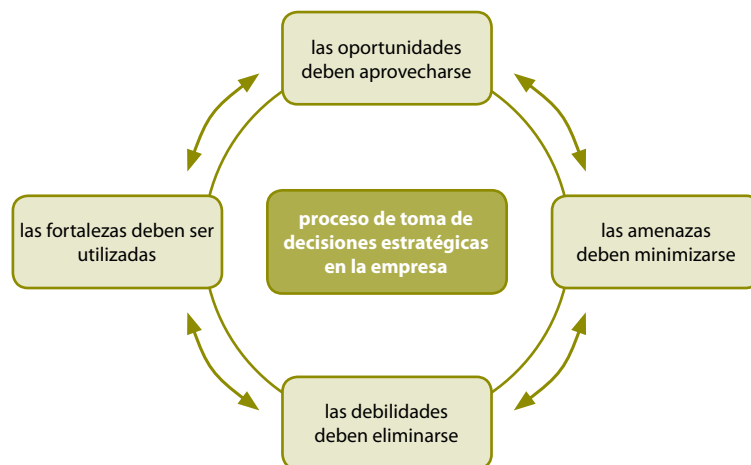 las oportunidades
deben aprovecharse
las fortalezas deben ser
utilizadas
proceso de toma de
decisiones estratégicas
en la empresa
las amenazas
deben minimizarse
las debilidades
deben eliminarse